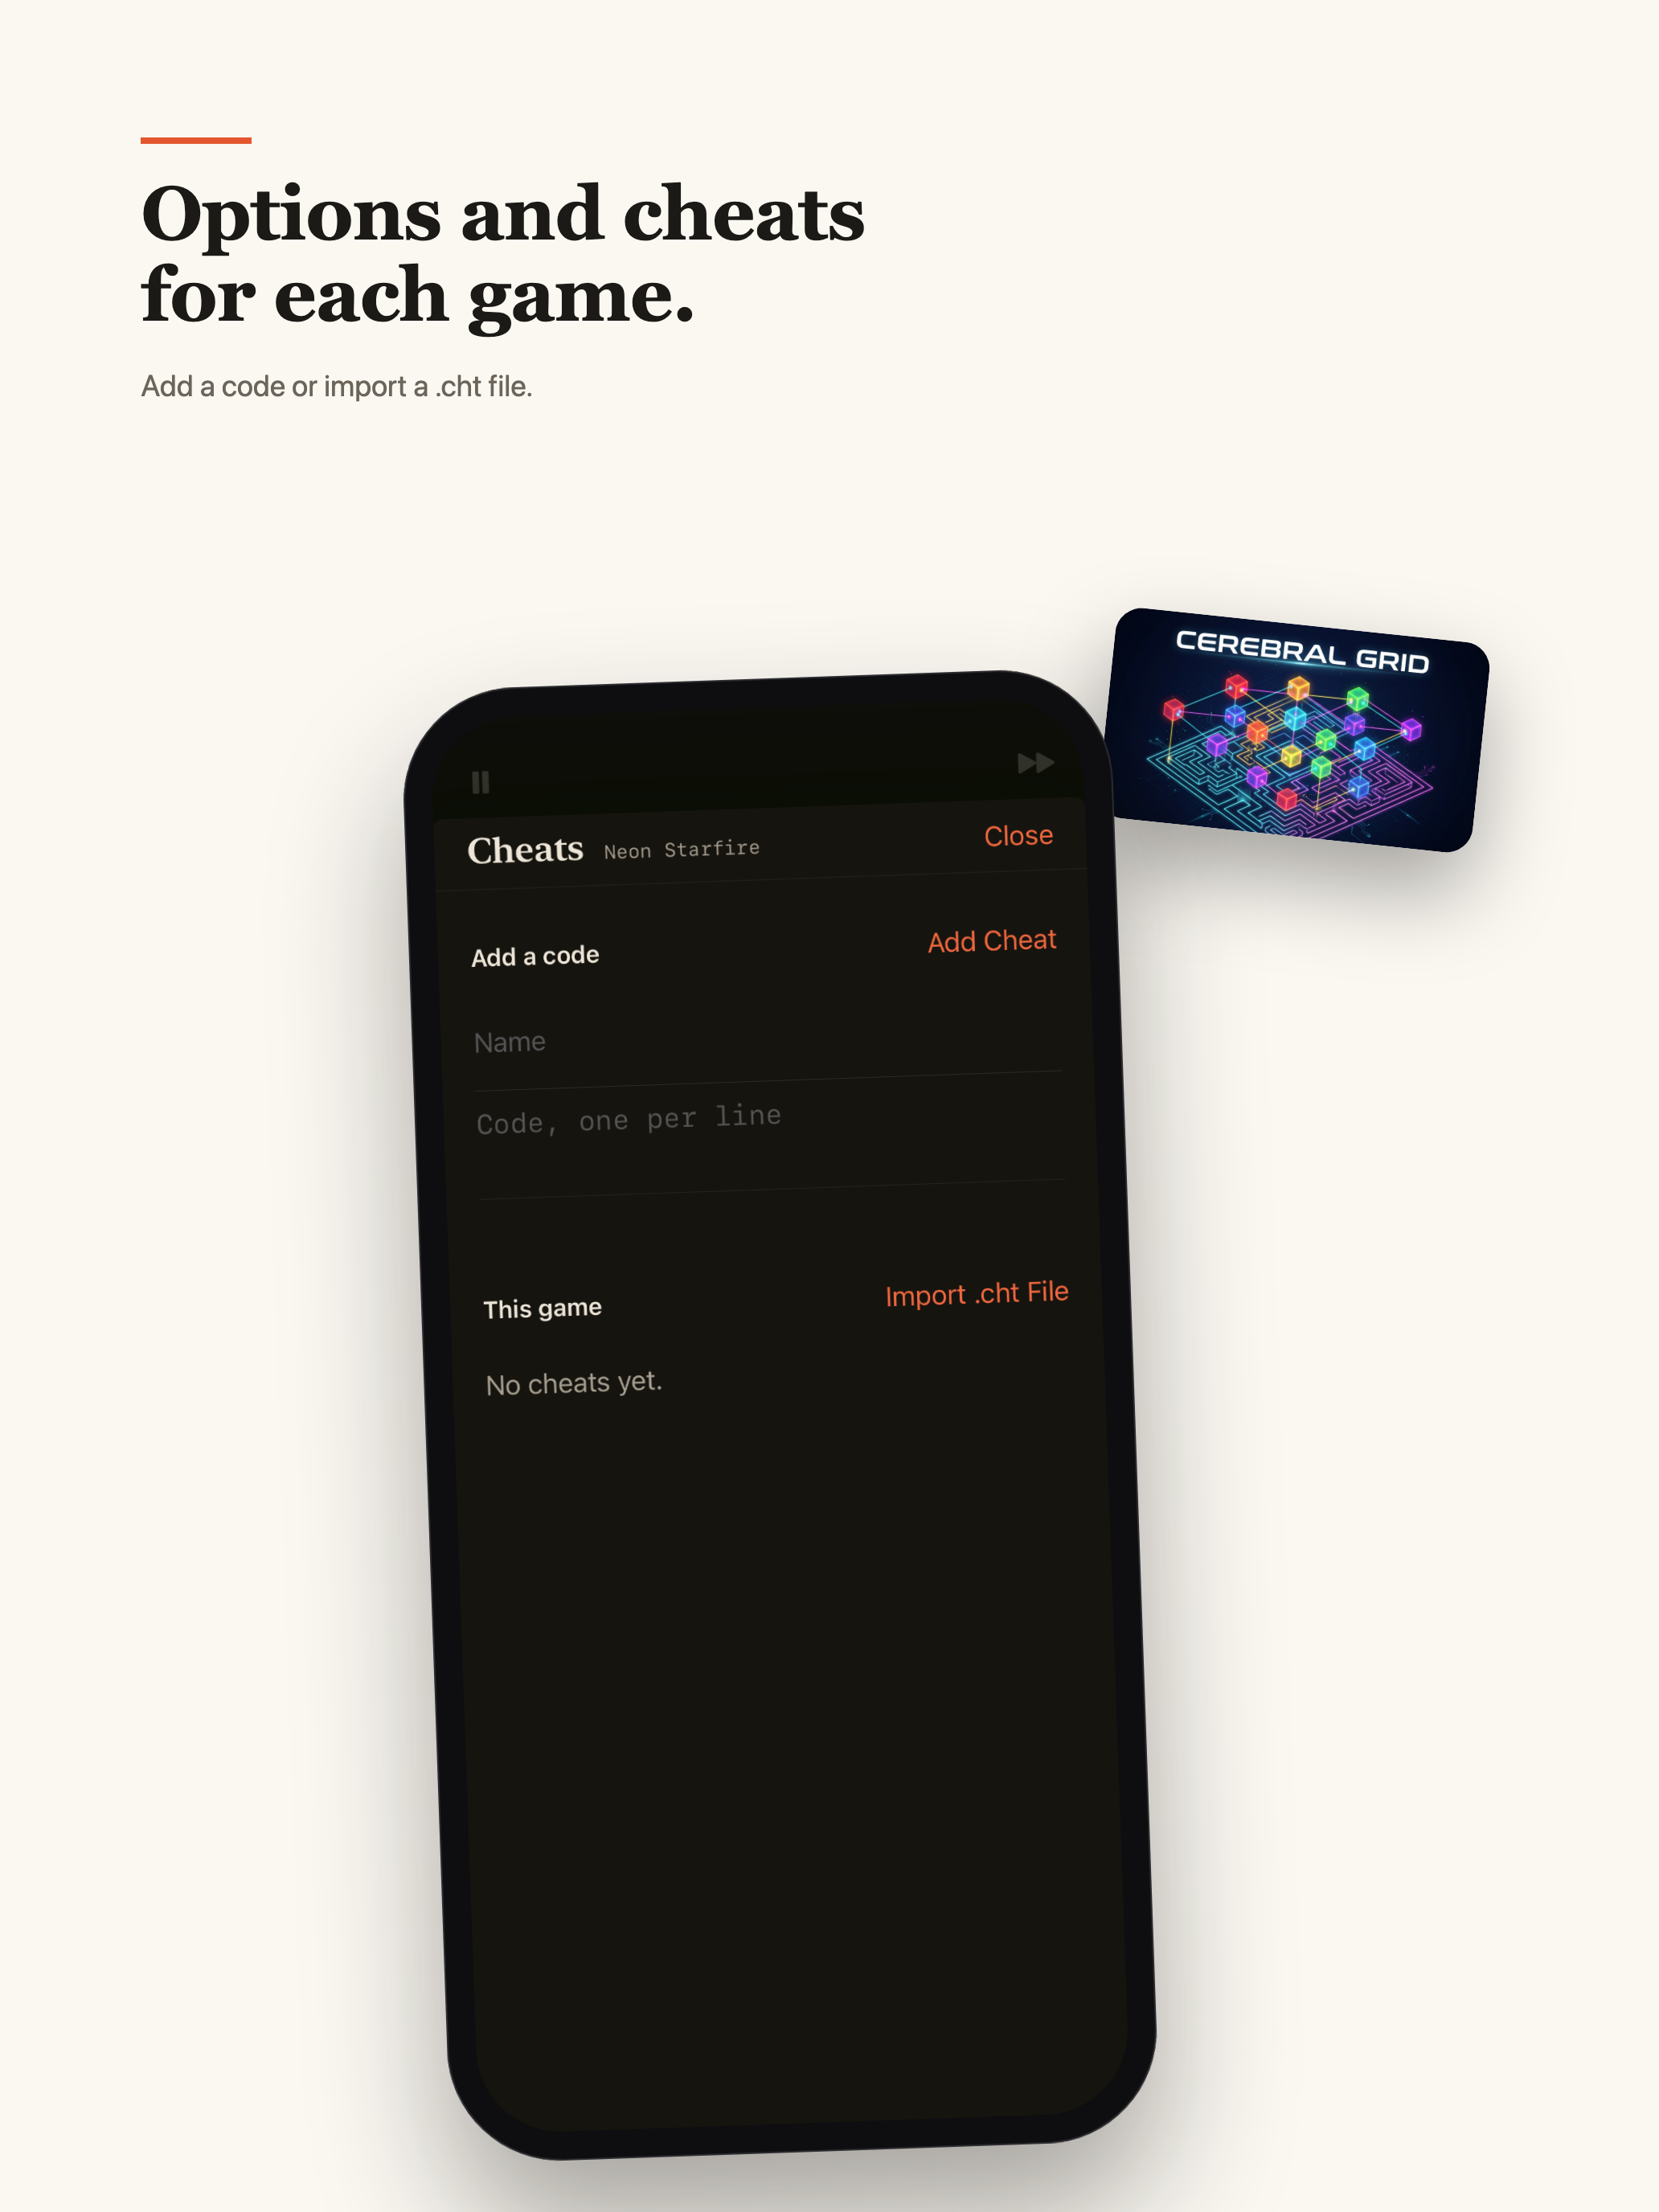 Options and cheats
for each game.
Add a code or import a .cht file.
CEREBRAL GRID
Cheats Neon Starfire Close
Add a code Add Cheat
Name
Code, one per line
This game Import .cht File
No cheats yet.